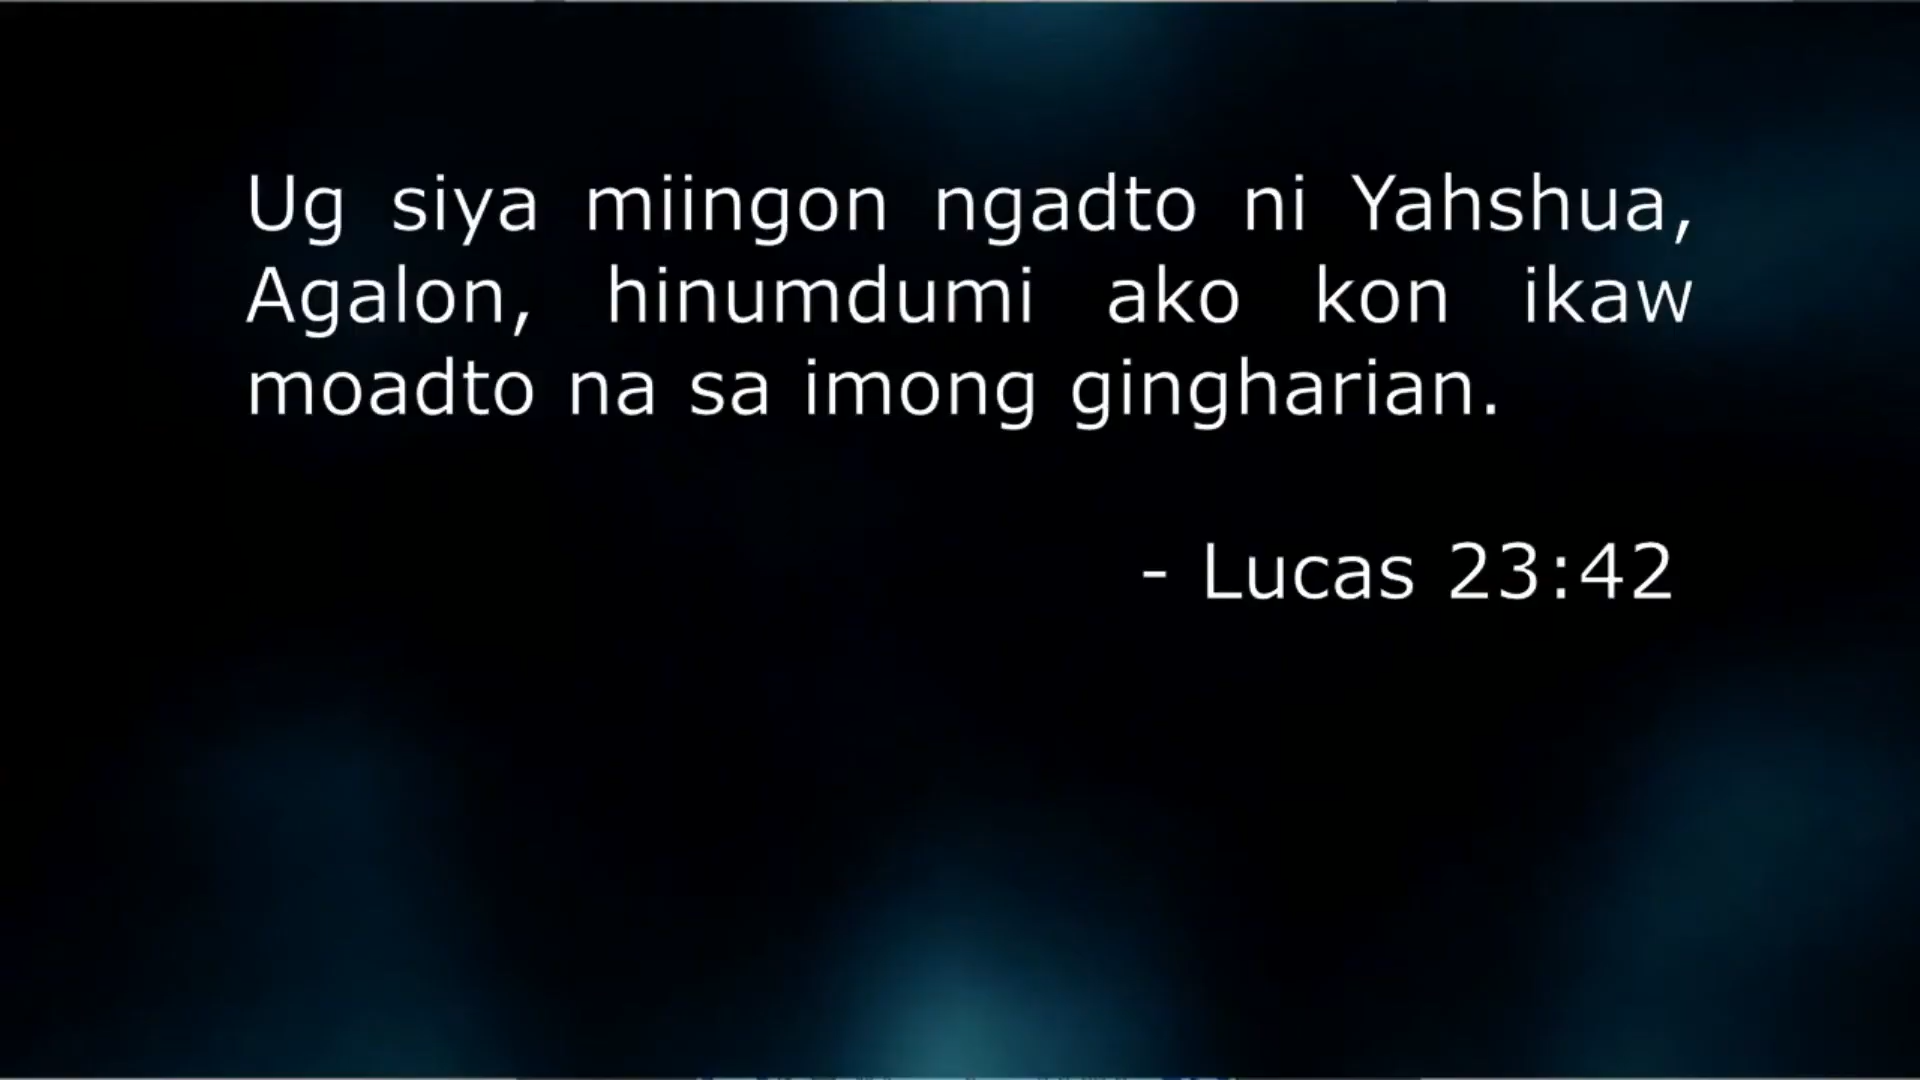 Ug siya miingon ngadto ni Yahshua,
Agalon, hinumdumi ako kon ikaw
moadto na sa imong gingharian.
- Lucas 23:42